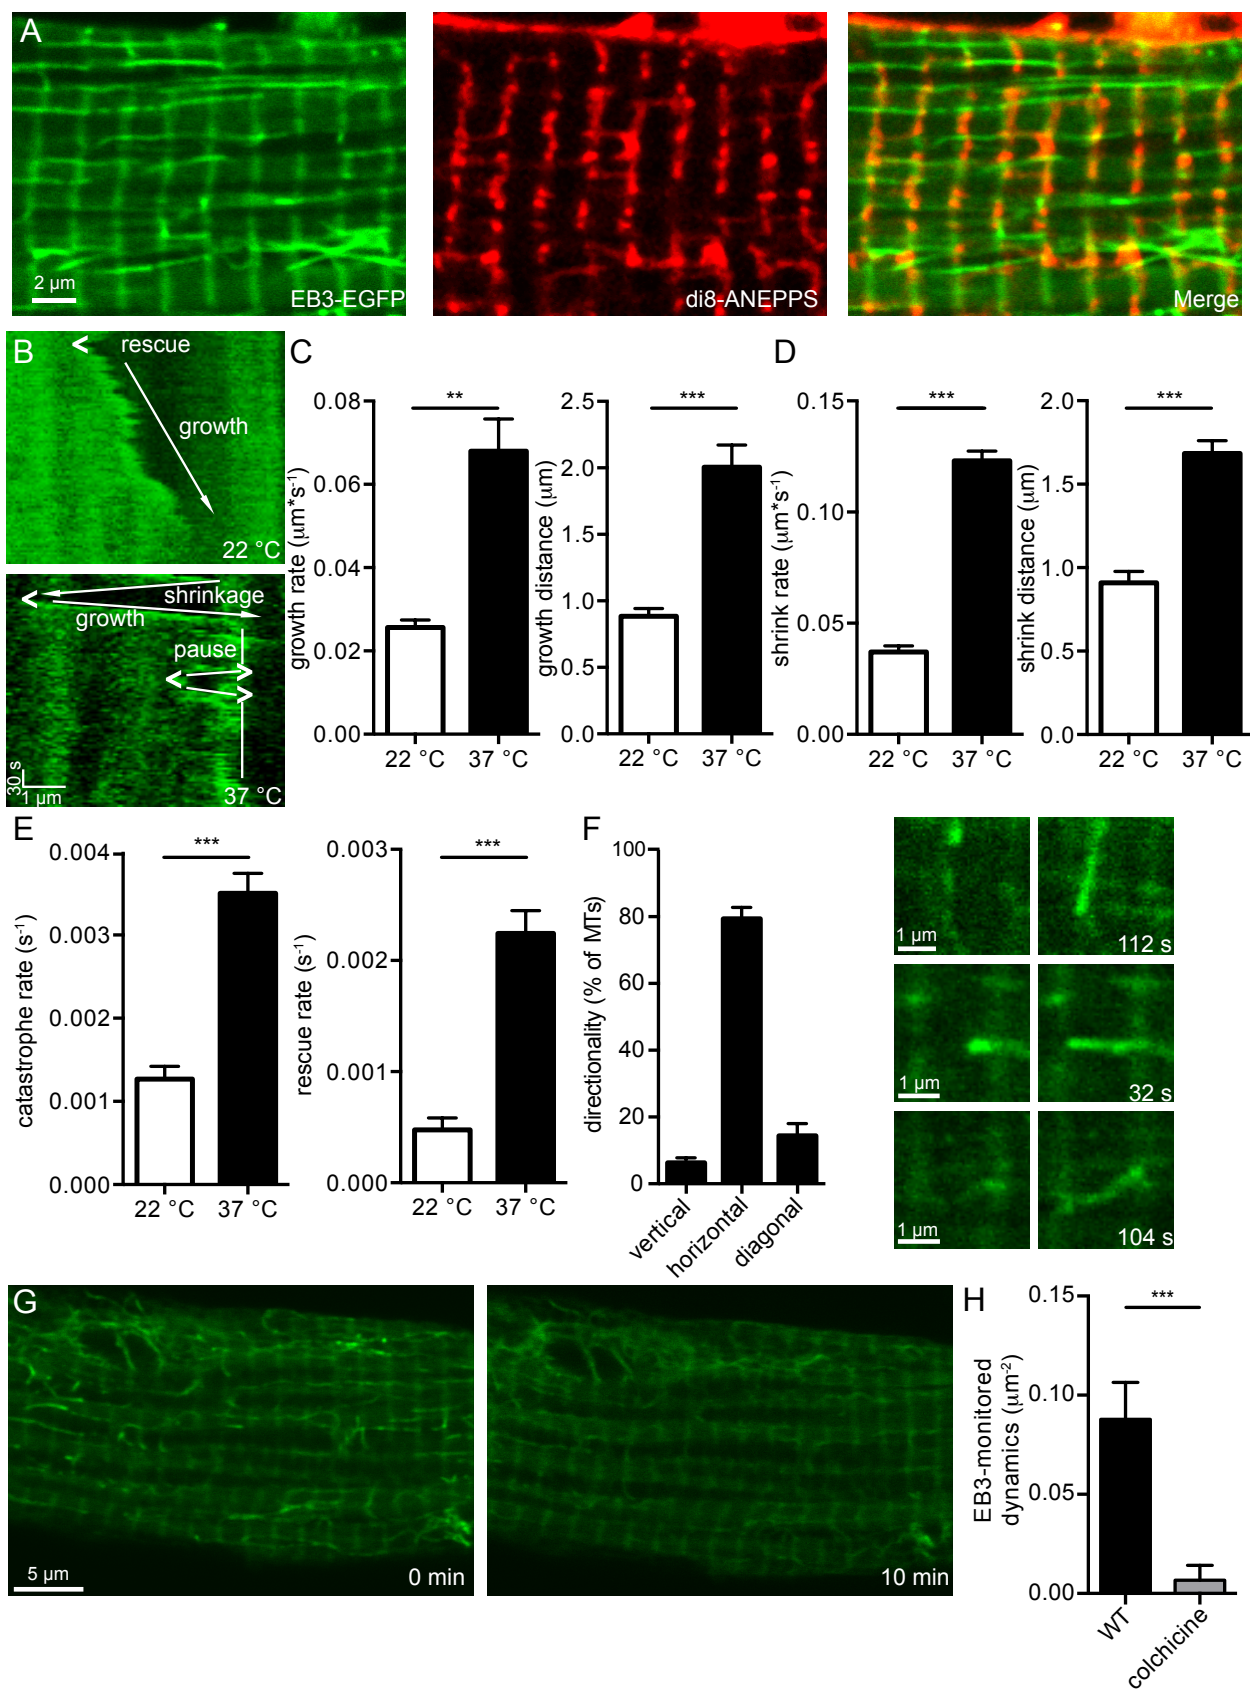 A
2 µm
EB3-EGFP
di8-ANEPPS
Merge
B
rescue
growth
22 °C
shrinkage
growth
pause
30 s
1 µm
37 °C
C
growth rate (µm*s-1)
0.08
0.06
0.04
0.02
0.00
**
22 °C
37 °C
growth distance (µm)
2.5
2.0
1.5
1.0
0.5
0.0
***
22 °C
37 °C
D
shrink rate (µm*s-1)
0.15
0.10
0.05
0.00
***
22 °C
37 °C
shrink distance (µm)
2.0
1.5
1.0
0.5
0.0
***
22 °C
37 °C
E
catastrophe rate (s-1)
0.004
0.003
0.002
0.001
0.000
***
22 °C
37 °C
rescue rate (s-1)
0.003
0.002
0.001
0.000
***
22 °C
37 °C
F
directionality (% of MTs)
100
80
60
40
20
0
vertical
horizontal
diagonal
1 µm
112 s
1 µm
32 s
1 µm
104 s
G
5 µm
0 min
10 min
H
EB3-monitored
dynamics (µm-2)
0.15
0.10
0.05
0.00
***
WT
colchicine